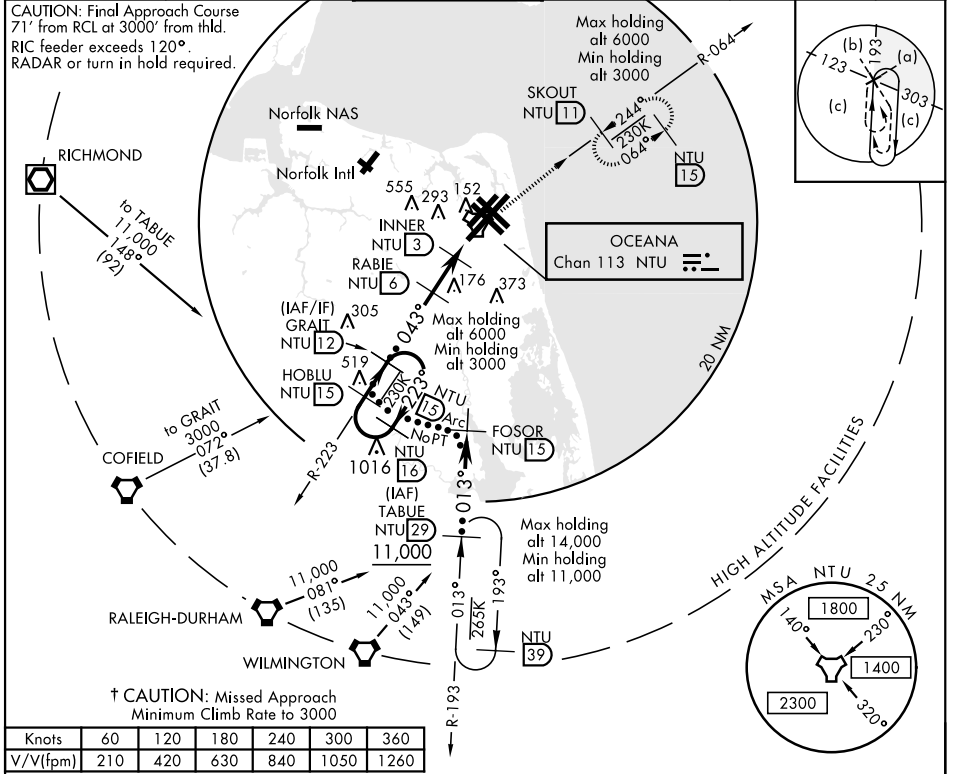 CAUTION: Final Approach Course
71' from RCL at 3000' from thld.
RIC feeder exceeds 120°.
RADAR or turn in hold required.
Max holding
alt 6000
Min holding
alt 3000
R-064
SKOUT
NTU 11
244°
230K
064°
NTU
15
(b)
193
(a)
123
303
(c)
(c)
Norfolk NAS
Norfolk Intl
RICHMOND
to TABUE
11,000
148°
(92)
555
293
152
INNER
NTU 3
RABIE
NTU 6
176
373
OCEANA
Chan 113 NTU
(IAF/IF)
GRAIT
NTU 12
305
043°
Max holding
alt 6000
Min holding
alt 3000
20 NM
HOBLU
NTU 15
519
230K
223°
NTU
15
Arc
NoPT
FOSOR
NTU 15
to GRAIT
3000
072°
(37.8)
COFIELD
R-223
1016
NTU
16
(IAF)
TABUE
NTU 29
11,000
013°
Max holding
alt 14,000
Min holding
alt 11,000
HIGH ALTITUDE FACILITIES
11,000
081°
(135)
RALEIGH-DURHAM
11,000
043°
(149)
WILMINGTON
013°
265K
193°
NTU
39
R-193
MSA NTU 25 NM
1800
140°
230°
1400
2300
320°
† CAUTION: Missed Approach
Minimum Climb Rate to 3000
Knots 60 120 180 240 300 360
V/V(fpm) 210 420 630 840 1050 1260